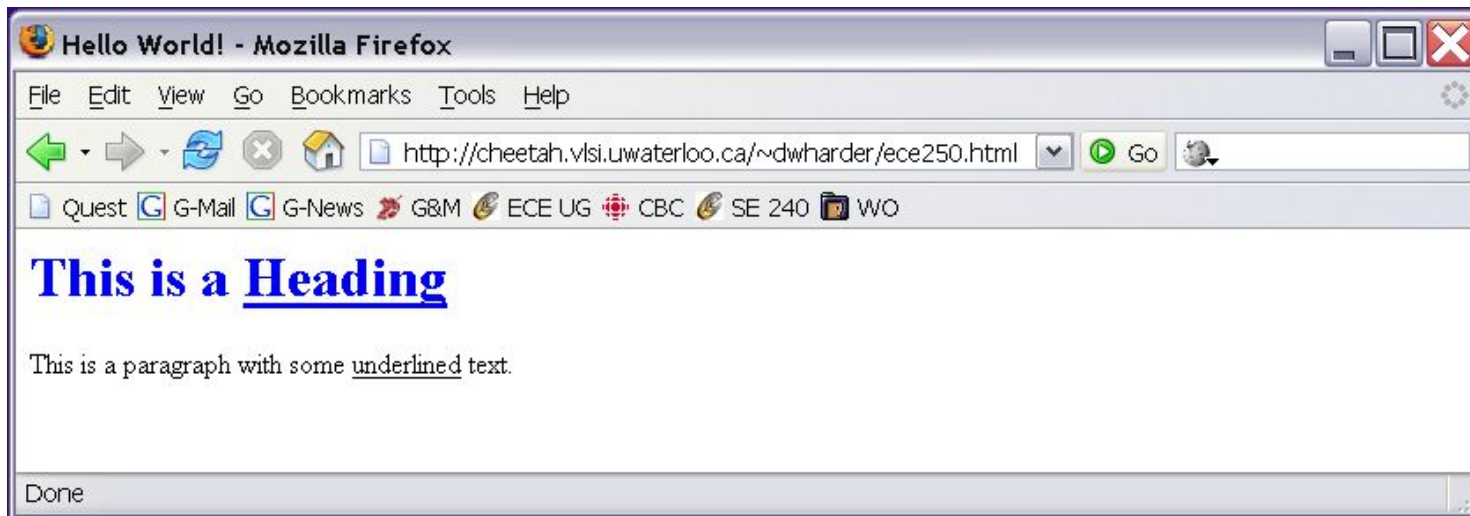 Hello World! - Mozilla Firefox
File Edit View Go Bookmarks Tools Help
http://cheetah.vlsi.uwaterloo.ca/~dwharder/ece250.html Go
Quest G G-Mail G G-News G&M ECE UG CBC SE 240 WO
This is a Heading
This is a paragraph with some underlined text.
Done